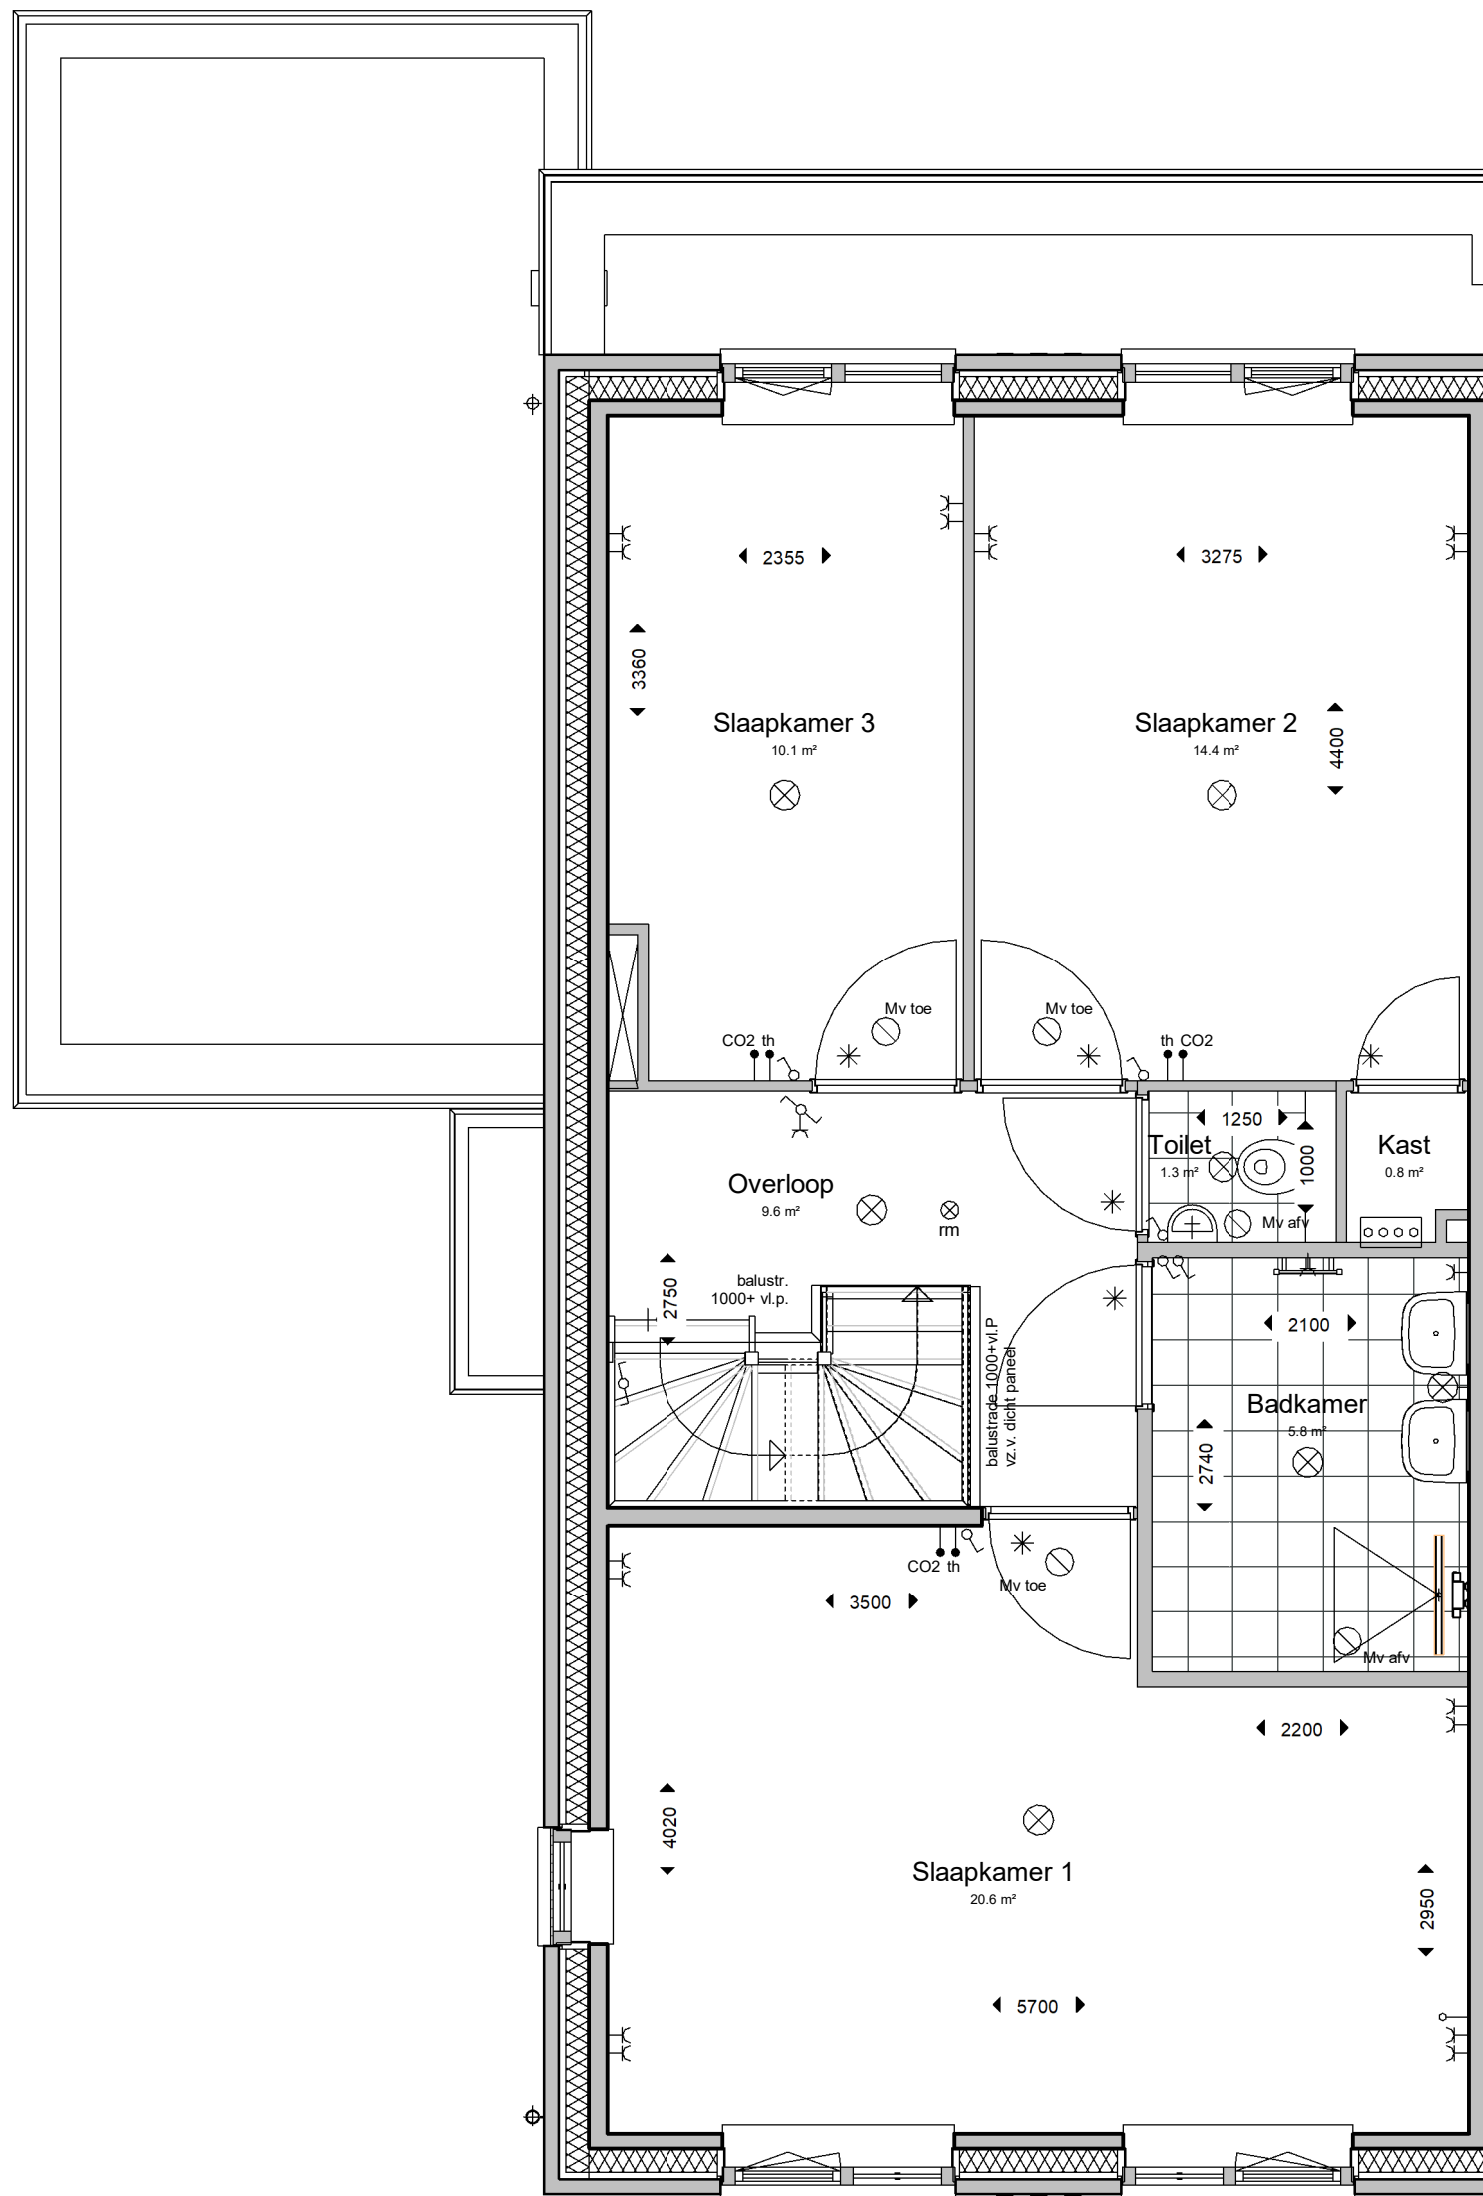 2355
3275
3360
Slaapkamer 3
10.1 m²
Slaapkamer 2
14.4 m²
4400
Mv toe
Mv toe
CO2 th
th CO2
1250
Toilet
1.3 m²
1000
Kast
0.8 m²
Overloop
9.6 m²
rm
Mv afv
2750
balustr.
1000+ vl.p.
balustrade 1000+vl.P
vz.v. dicht paneel
2100
Badkamer
5.8 m²
2740
CO2 th
Mv toe
3500
Mv afv
2200
4020
Slaapkamer 1
20.6 m²
2950
5700